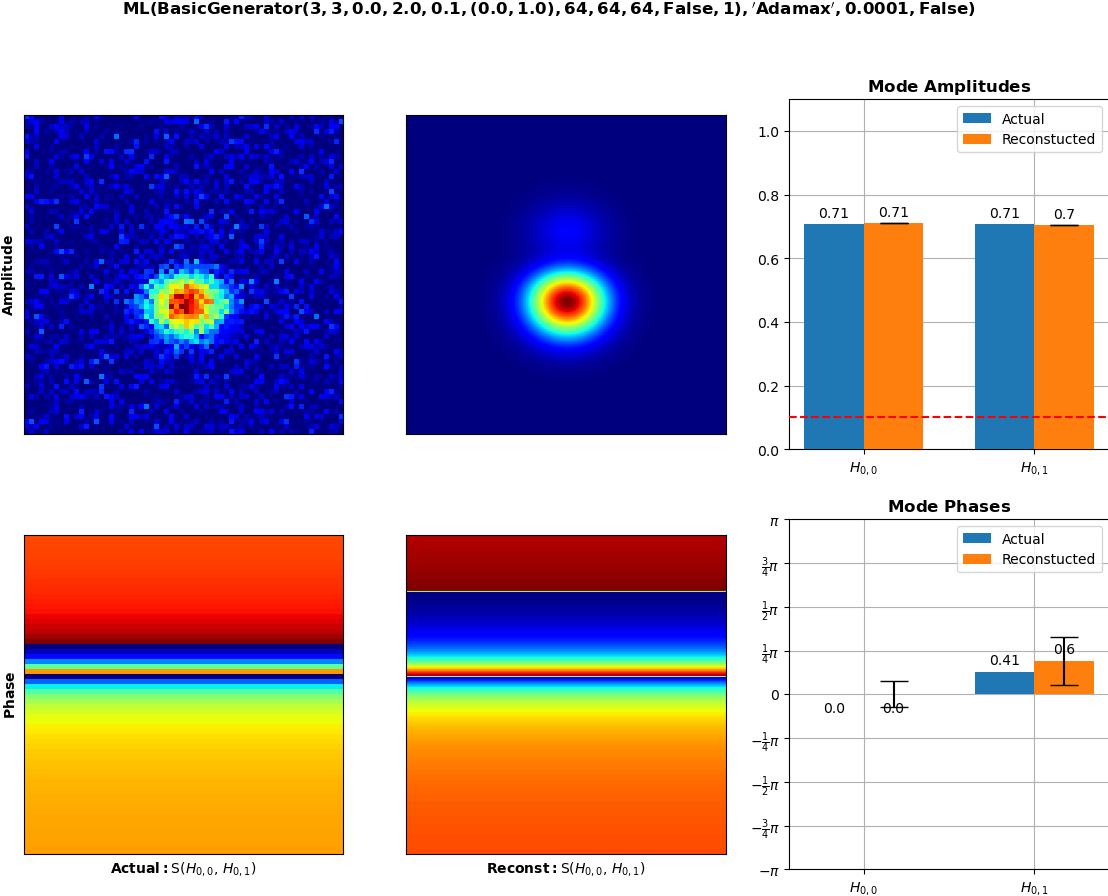 ML(BasicGenerator(3, 3, 0.0, 2.0, 0.1, (0.0, 1.0), 64, 64, 64, False, 1), ′Adamax′, 0.0001, False)
Mode Amplitudes
Amplitude
1.0
0.8
0.6
0.4
0.2
0.0
Actual
Reconstucted
0.71
0.71
0.71
0.7
H0,0
H0,1
Mode Phases
Phase
π
3/4π
1/2π
1/4π
0
−1/4π
−1/2π
−3/4π
−π
Actual
Reconstucted
0.0
0.0
0.41
0.6
H0,0
H0,1
Actual: S(H0,0, H0,1)
Reconst: S(H0,0, H0,1)